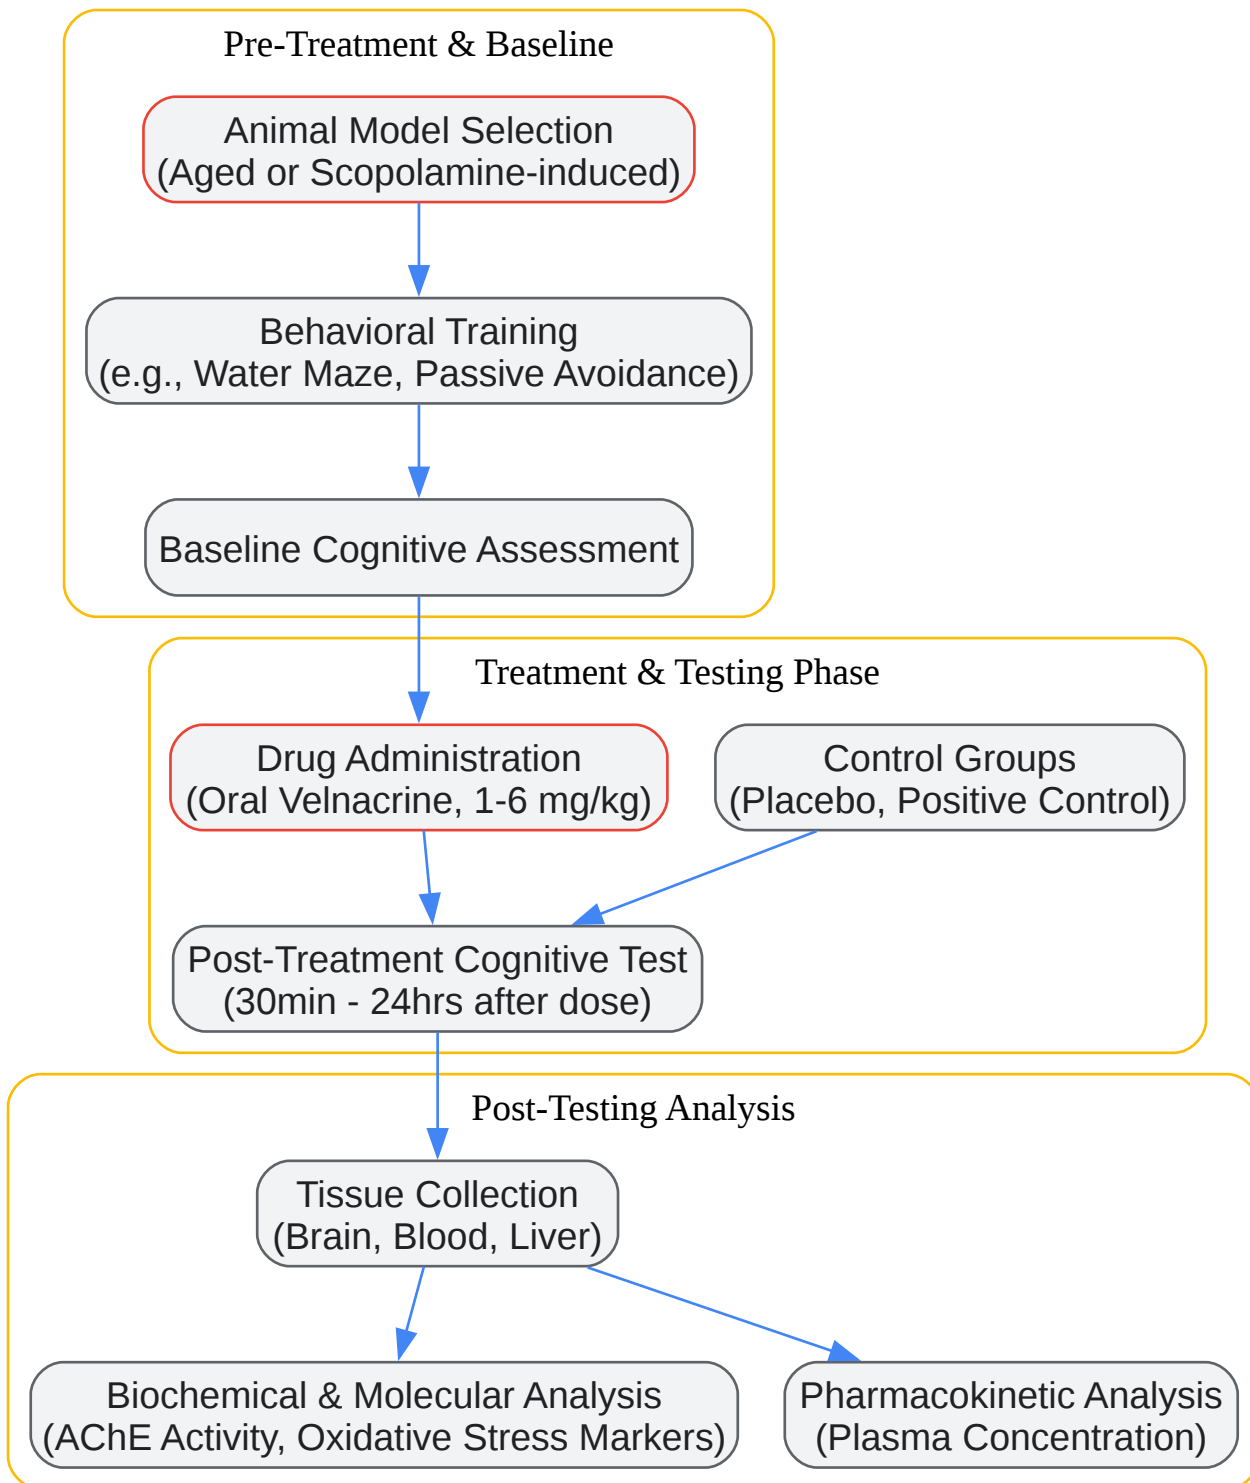 Pre-Treatment & Baseline
Animal Model Selection
(Aged or Scopolamine-induced)
Behavioral Training
(e.g., Water Maze, Passive Avoidance)
Baseline Cognitive Assessment
Treatment & Testing Phase
Drug Administration
(Oral Velnacrine, 1-6 mg/kg)
Control Groups
(Placebo, Positive Control)
Post-Treatment Cognitive Test
(30min - 24hrs after dose)
Post-Testing Analysis
Tissue Collection
(Brain, Blood, Liver)
Biochemical & Molecular Analysis
(AChE Activity, Oxidative Stress Markers)
Pharmacokinetic Analysis
(Plasma Concentration)